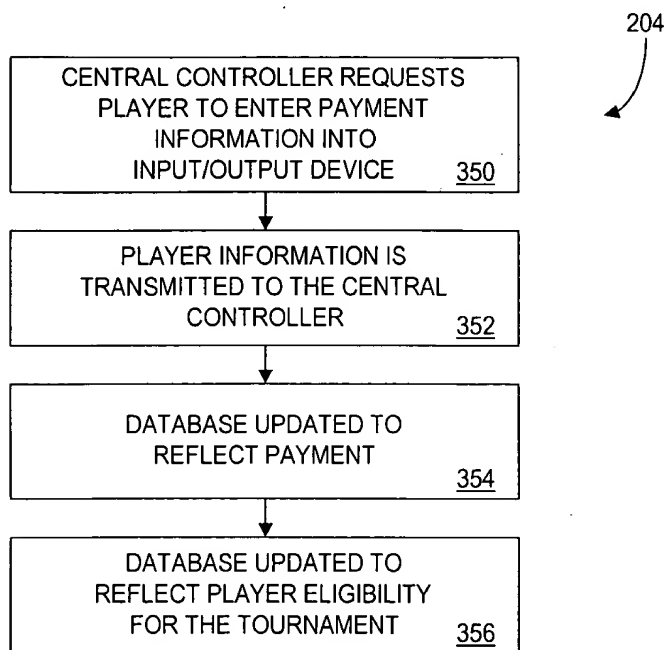 204
CENTRAL CONTROLLER REQUESTS
PLAYER TO ENTER PAYMENT
INFORMATION INTO
INPUT/OUTPUT DEVICE
350
PLAYER INFORMATION IS
TRANSMITTED TO THE CENTRAL
CONTROLLER
352
DATABASE UPDATED TO
REFLECT PAYMENT
354
DATABASE UPDATED TO
REFLECT PLAYER ELIGIBILITY
FOR THE TOURNAMENT
356